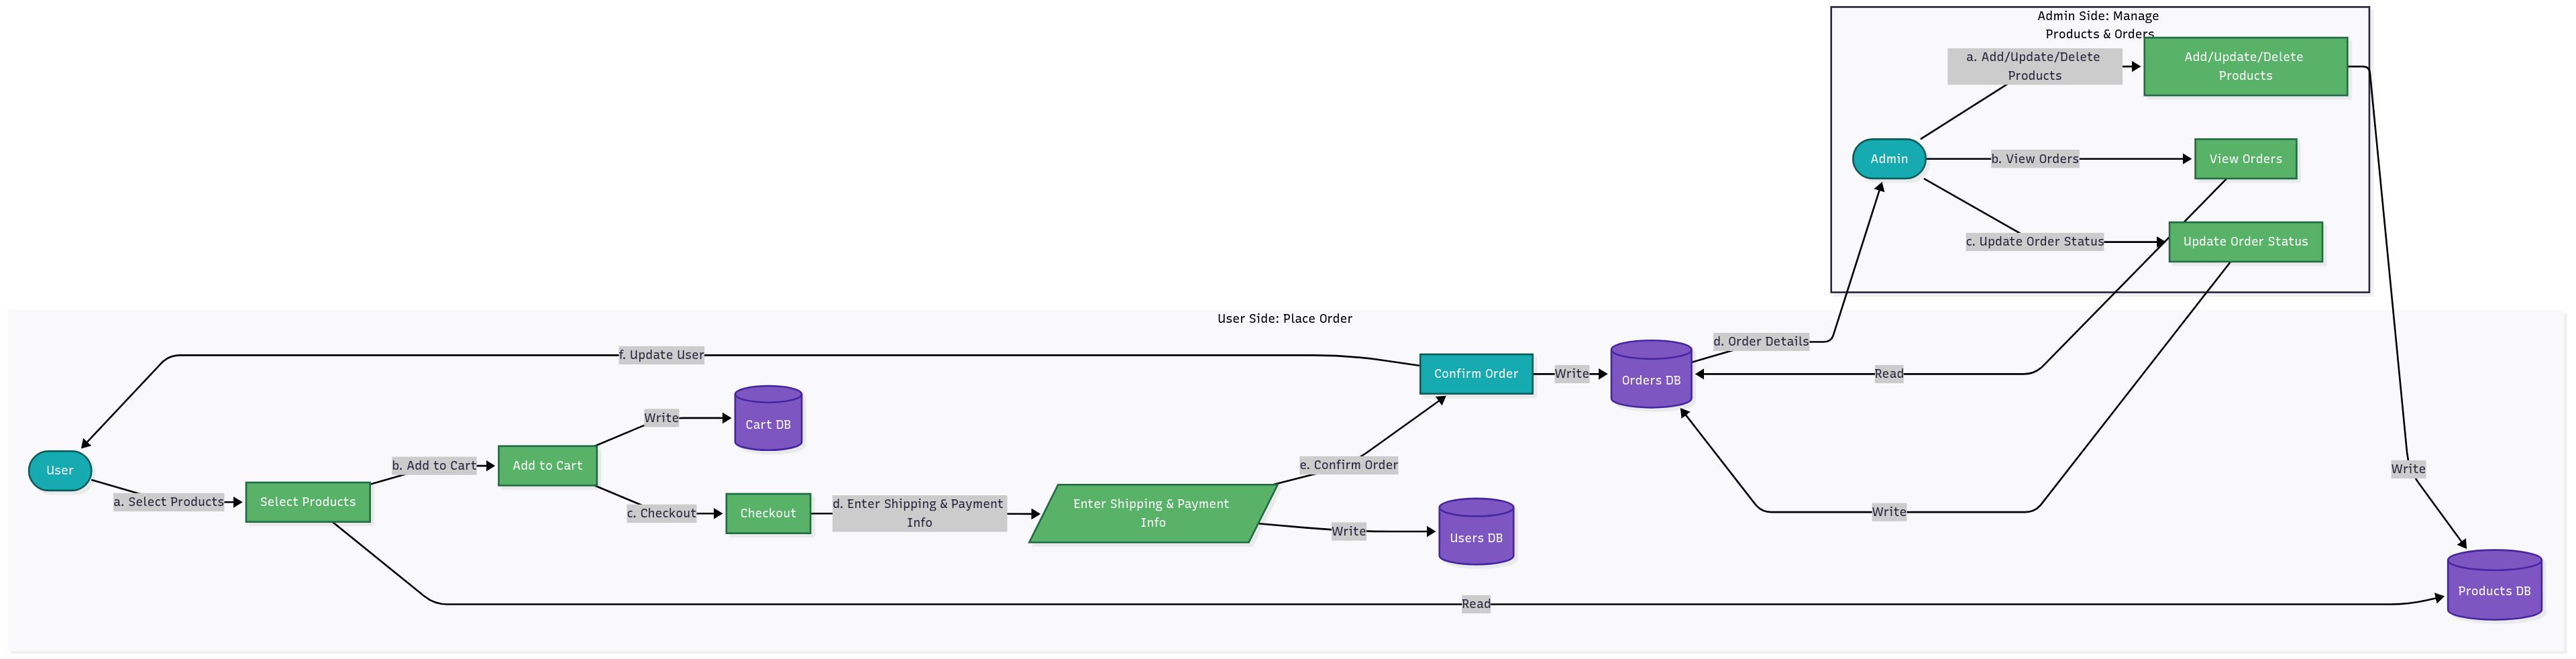 Admin Side: Manage
Products & Orders
a. Add/Update/Delete
Products
Add/Update/Delete
Products
Admin
b. View Orders
View Orders
c. Update Order Status
Update Order Status
User Side: Place Order
f. Update User
Confirm Order
Write
Orders DB
d. Order Details
Read
Write
Cart DB
User
a. Select Products
Select Products
b. Add to Cart
Add to Cart
c. Checkout
Checkout
d. Enter Shipping & Payment
Info
Enter Shipping & Payment
Info
e. Confirm Order
Write
Users DB
Write
Write
Read
Products DB